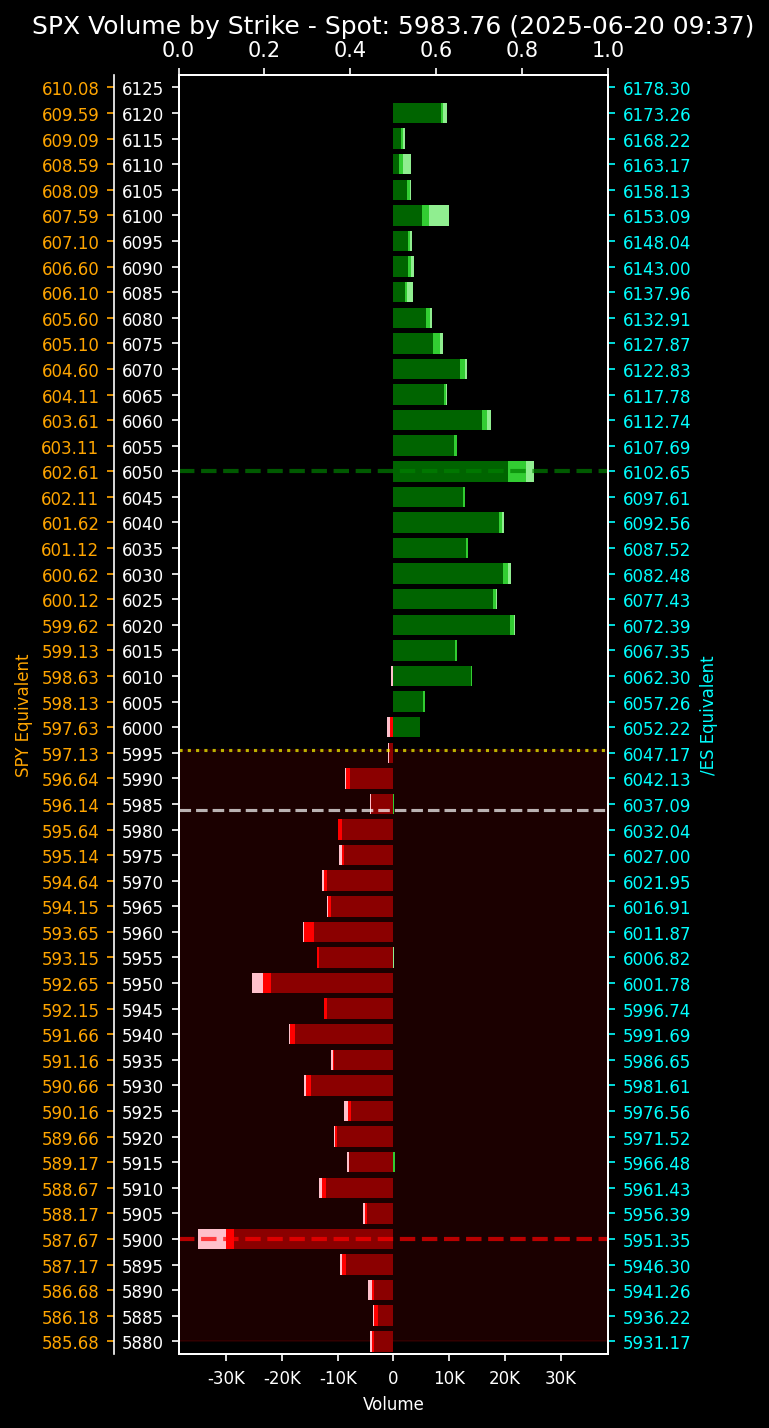 SPX Volume by Strike - Spot: 5983.76 (2025-06-20 09:37)
0.0 0.2 0.4 0.6 0.8 1.0
610.08 6125 6178.30
609.59 6120 6173.26
609.09 6115 6168.22
608.59 6110 6163.17
608.09 6105 6158.13
607.59 6100 6153.09
607.10 6095 6148.04
606.60 6090 6143.00
606.10 6085 6137.96
605.60 6080 6132.91
605.10 6075 6127.87
604.60 6070 6122.83
604.11 6065 6117.78
603.61 6060 6112.74
603.11 6055 6107.69
602.61 6050 6102.65
602.11 6045 6097.61
601.62 6040 6092.56
601.12 6035 6087.52
600.62 6030 6082.48
600.12 6025 6077.43
599.62 6020 6072.39
599.13 6015 6067.35
598.63 6010 6062.30
598.13 6005 6057.26
597.63 6000 6052.22
597.13 5995 6047.17
596.64 5990 6042.13
596.14 5985 6037.09
595.64 5980 6032.04
595.14 5975 6027.00
594.64 5970 6021.95
594.15 5965 6016.91
593.65 5960 6011.87
593.15 5955 6006.82
592.65 5950 6001.78
592.15 5945 5996.74
591.66 5940 5991.69
591.16 5935 5986.65
590.66 5930 5981.61
590.16 5925 5976.56
589.66 5920 5971.52
589.17 5915 5966.48
588.67 5910 5961.43
588.17 5905 5956.39
587.67 5900 5951.35
587.17 5895 5946.30
586.68 5890 5941.26
586.18 5885 5936.22
585.68 5880 5931.17
SPY Equivalent
/ES Equivalent
-30K -20K -10K 0 10K 20K 30K
Volume